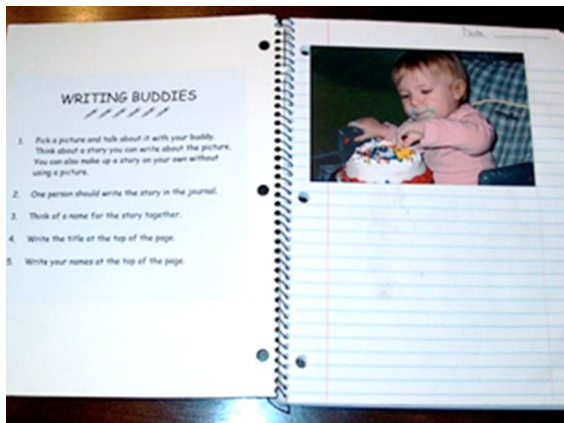 WRITING BUDDIES
1. Pick a picture and talk about it with your buddy.
Think about a story you can write about the picture.
You can also make up a story on your own without
using a picture.
2. One person should write the story in the journal.
3. Think of a name for the story together.
4. Write the title at the top of the page.
5. Write your names at the top of the page.
Date